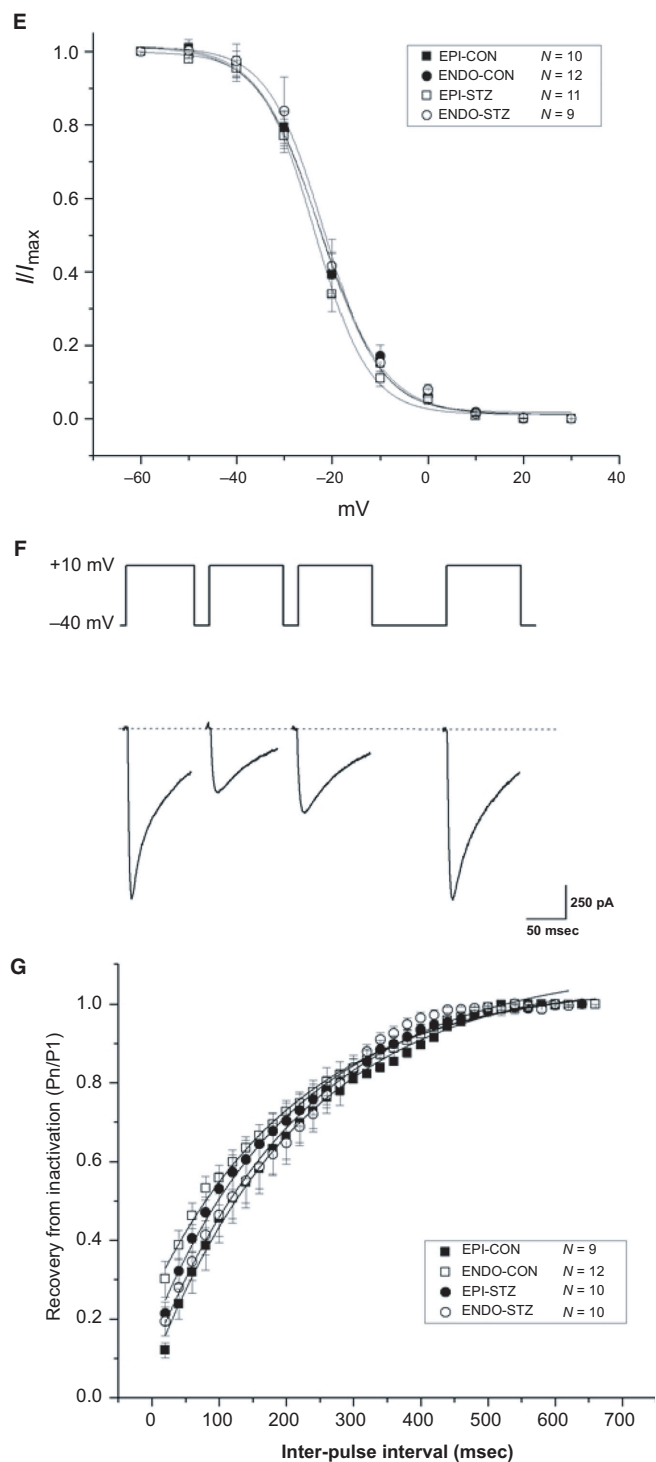 E
1.0
0.8
0.6
0.4
0.2
0.0
I/Imax
–60
–40
–20
0
20
40
mV
EPI-CON N = 10
ENDO-CON N = 12
EPI-STZ N = 11
ENDO-STZ N = 9
F
+10 mV
–40 mV
250 pA
50 msec
G
1.0
0.8
0.6
0.4
0.2
0.0
Recovery from inactivation (Pn/P1)
EPI-CON N = 9
ENDO-CON N = 12
EPI-STZ N = 10
ENDO-STZ N = 10
0
100
200
300
400
500
600
700
Inter-pulse interval (msec)